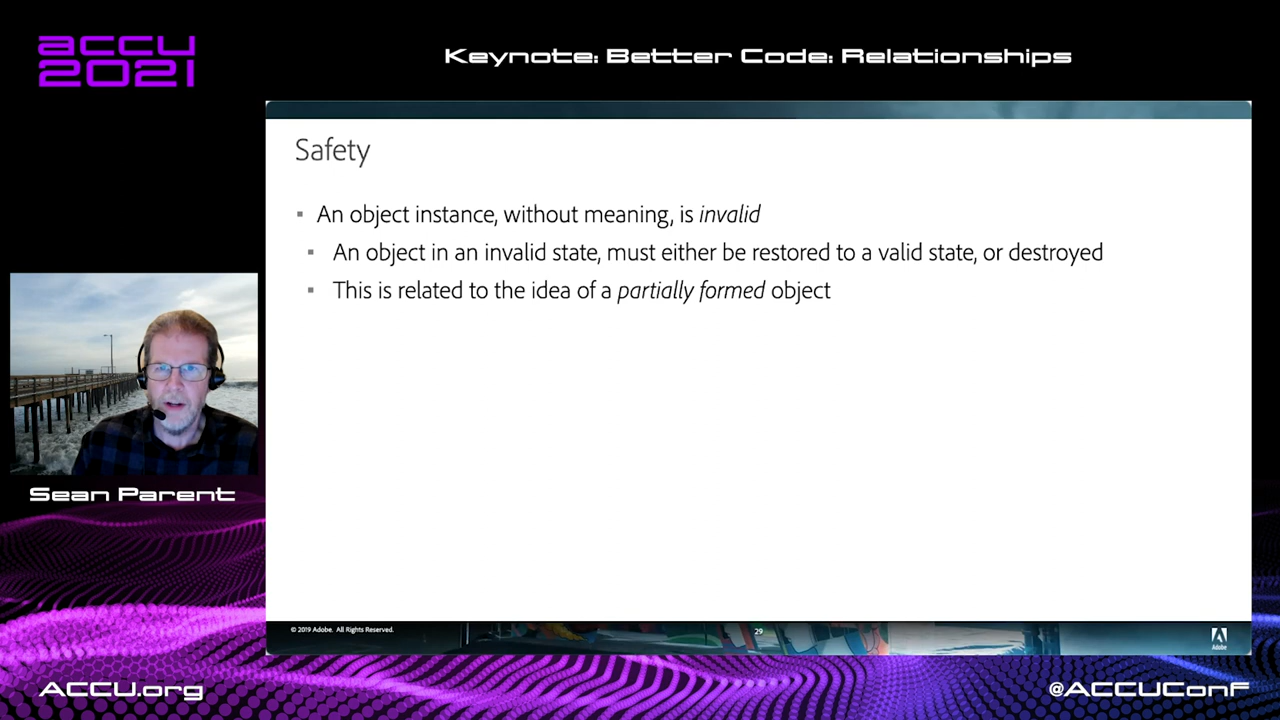 accu
2021
Keynote: Better Code: Relationships
Safety
▪ An object instance, without meaning, is invalid
▪ An object in an invalid state, must either be restored to a valid state, or destroyed
▪ This is related to the idea of a partially formed object
Sean Parent
© 2019 Adobe. All Rights Reserved.
29
Adobe
ACCU.org
@ACCUConf